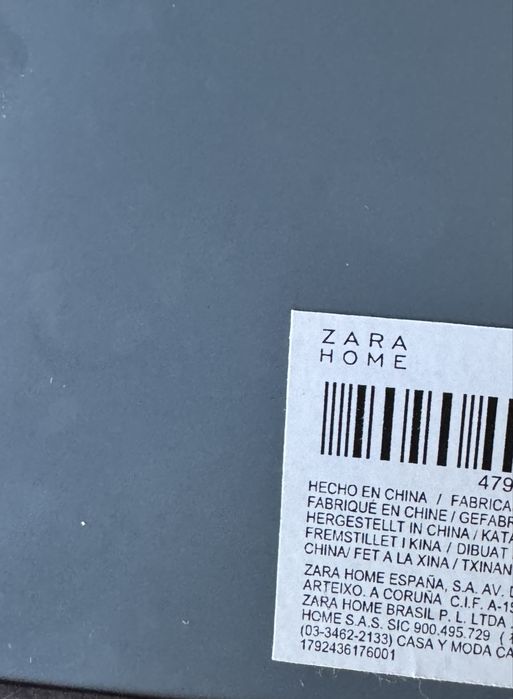 ZARA
HOME
479
HECHO EN CHINA / FABRICA
FABRIQUÉ EN CHINE / GEFABR
HERGESTELLT IN CHINA / KATA
FREMSTILLET I KINA / DIBUAT
CHINA/ FET A LA XINA / TXINAN
ZARA HOME ESPAÑA, S.A. AV. D
ARTEIXO. A CORUÑA C.I.F. A-15
ZARA HOME BRASIL P. L. LTDA
HOME S.A.S. SIC 900.495.729 (
(03-3462-2133) CASA Y MODA CA
1792436176001